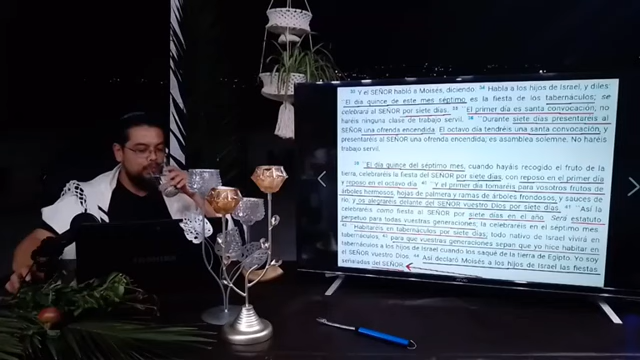 ³³ Y el SEÑOR habló a Moisés, diciendo: ³⁴ Habla a los hijos de Israel, y diles:
El día quince de este mes séptimo es la fiesta de los tabernáculos; se
celebrará al SEÑOR por siete días. ³⁵ El primer día es santa convocación, no
haréis ninguna clase de trabajo servil. ³⁶ Durante siete días presentaréis al
SEÑOR una ofrenda encendida. El octavo día tendréis una santa convocación, y
presentaréis al SEÑOR una ofrenda encendida; es asamblea solemne. No haréis
trabajo servil.
³⁹ El día quince del séptimo mes, cuando hayáis recogido el fruto de la
tierra, celebraréis la fiesta del SEÑOR por siete días, con reposo en el primer día
y reposo en el octavo día. ⁴⁰ Y el primer día tomaréis para vosotros frutos de
árboles hermosos, hojas de palmera y ramas de árboles frondosos, y sauces de
río; y os alegraréis delante del SEÑOR vuestro Dios por siete días. ⁴¹ Así la
celebraréis como fiesta al SEÑOR por siete días en el año. Será estatuto
perpetuo para todas vuestras generaciones; la celebraréis en el séptimo mes.
⁴² Habitaréis en tabernáculos por siete días; todo nativo de Israel vivirá en
tabernáculos, ⁴³ para que vuestras generaciones sepan que yo hice habitar en
tabernáculos a los hijos de Israel cuando los saqué de la tierra de Egipto. Yo soy
el SEÑOR vuestro Dios. ⁴⁴ Así declaró Moisés a los hijos de Israel las fiestas
señaladas del SEÑOR